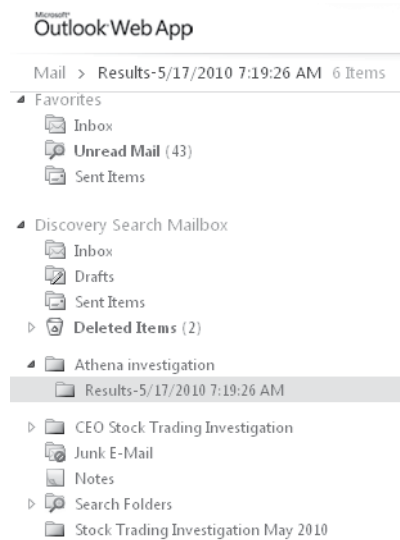 Microsoft®
Outlook Web App
Mail > Results-5/17/2010 7:19:26 AM 6 Items
Favorites
Inbox
Unread Mail (43)
Sent Items
Discovery Search Mailbox
Inbox
Drafts
Sent Items
Deleted Items (2)
Athena investigation
Results-5/17/2010 7:19:26 AM
CEO Stock Trading Investigation
Junk E-Mail
Notes
Search Folders
Stock Trading Investigation May 2010